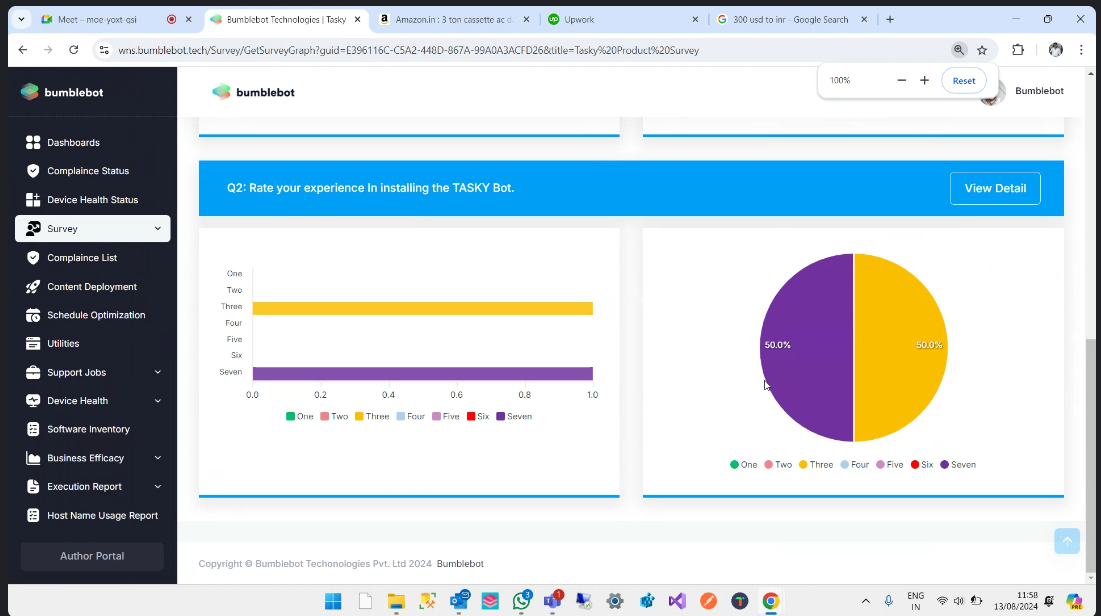 Meet – moe-yoxt-qsi
Bumblebot Technologies | Tasky
Amazon.in : 3 ton cassette ac d
Upwork
300 usd to inr - Google Search
wns.bumblebot.tech/Survey/GetSurveyGraph?guid=E396116C-C5A2-448D-867A-99A0A3ACFD26&title=Tasky%20Product%20Survey
100%
Reset
bumblebot
bumblebot
Bumblebot
Dashboards
Complaince Status
Device Health Status
Survey
Complaince List
Content Deployment
Schedule Optimization
Utilities
Support Jobs
Device Health
Software Inventory
Business Efficacy
Execution Report
Host Name Usage Report
Author Portal
Q2: Rate your experience In installing the TASKY Bot.
View Detail
One
Two
Three
Four
Five
Six
Seven
0.0 0.2 0.4 0.6 0.8 1.0
One Two Three Four Five Six Seven
50.0% 50.0%
One Two Three Four Five Six Seven
Copyright © Bumblebot Techonologies Pvt. Ltd 2024 Bumblebot
3
1
ENG
IN
11:58
13/08/2024